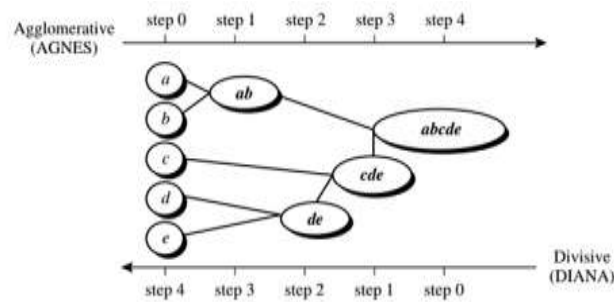 step 0 step 1 step 2 step 3 step 4
Agglomerative
(AGNES)
a
ab
b
abcde
c
cde
d
de
e
Divisive
(DIANA)
step 4 step 3 step 2 step 1 step 0